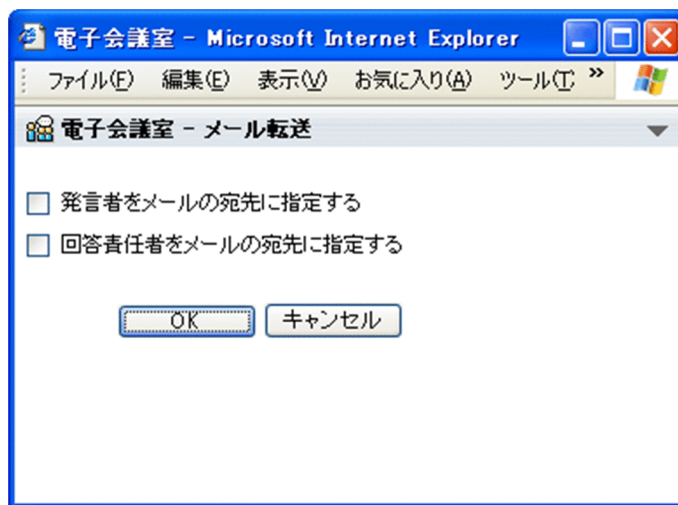 電子会議室 - Microsoft Internet Explorer
ファイル(F) 編集(E) 表示(V) お気に入り(A) ツール(T) »
電子会議室 - メール転送
発言者をメールの宛先に指定する
回答責任者をメールの宛先に指定する
OK キャンセル